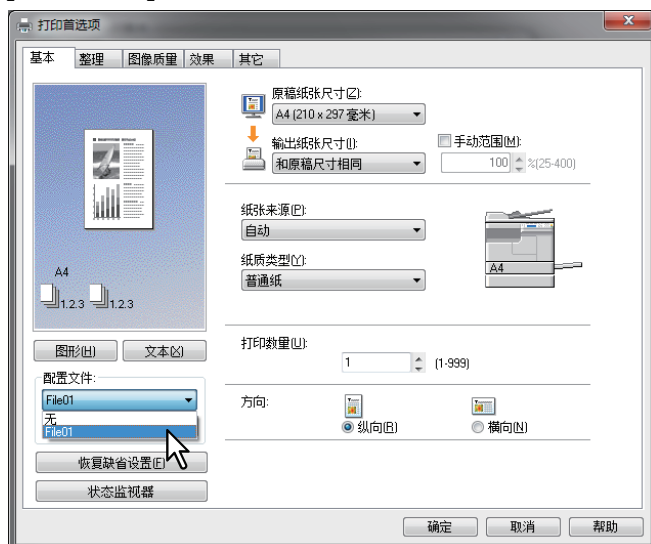 打印首选项
基本 整理 图像质量 效果 其它
原稿纸张尺寸(Z):
A4 (210 x 297 毫米)
输出纸张尺寸(I):
和原稿尺寸相同
手动范围(M):
100 %(25-400)
纸张来源(P):
自动
纸质类型(Y):
普通纸
A4
A4
1.2.3 1.2.3
图形(H) 文本(X)
打印数量(U):
1 (1-999)
配置文件:
File01
无
File01
方向:
纵向(R) 横向(N)
恢复缺省设置(F)
状态监视器
确定 取消 帮助